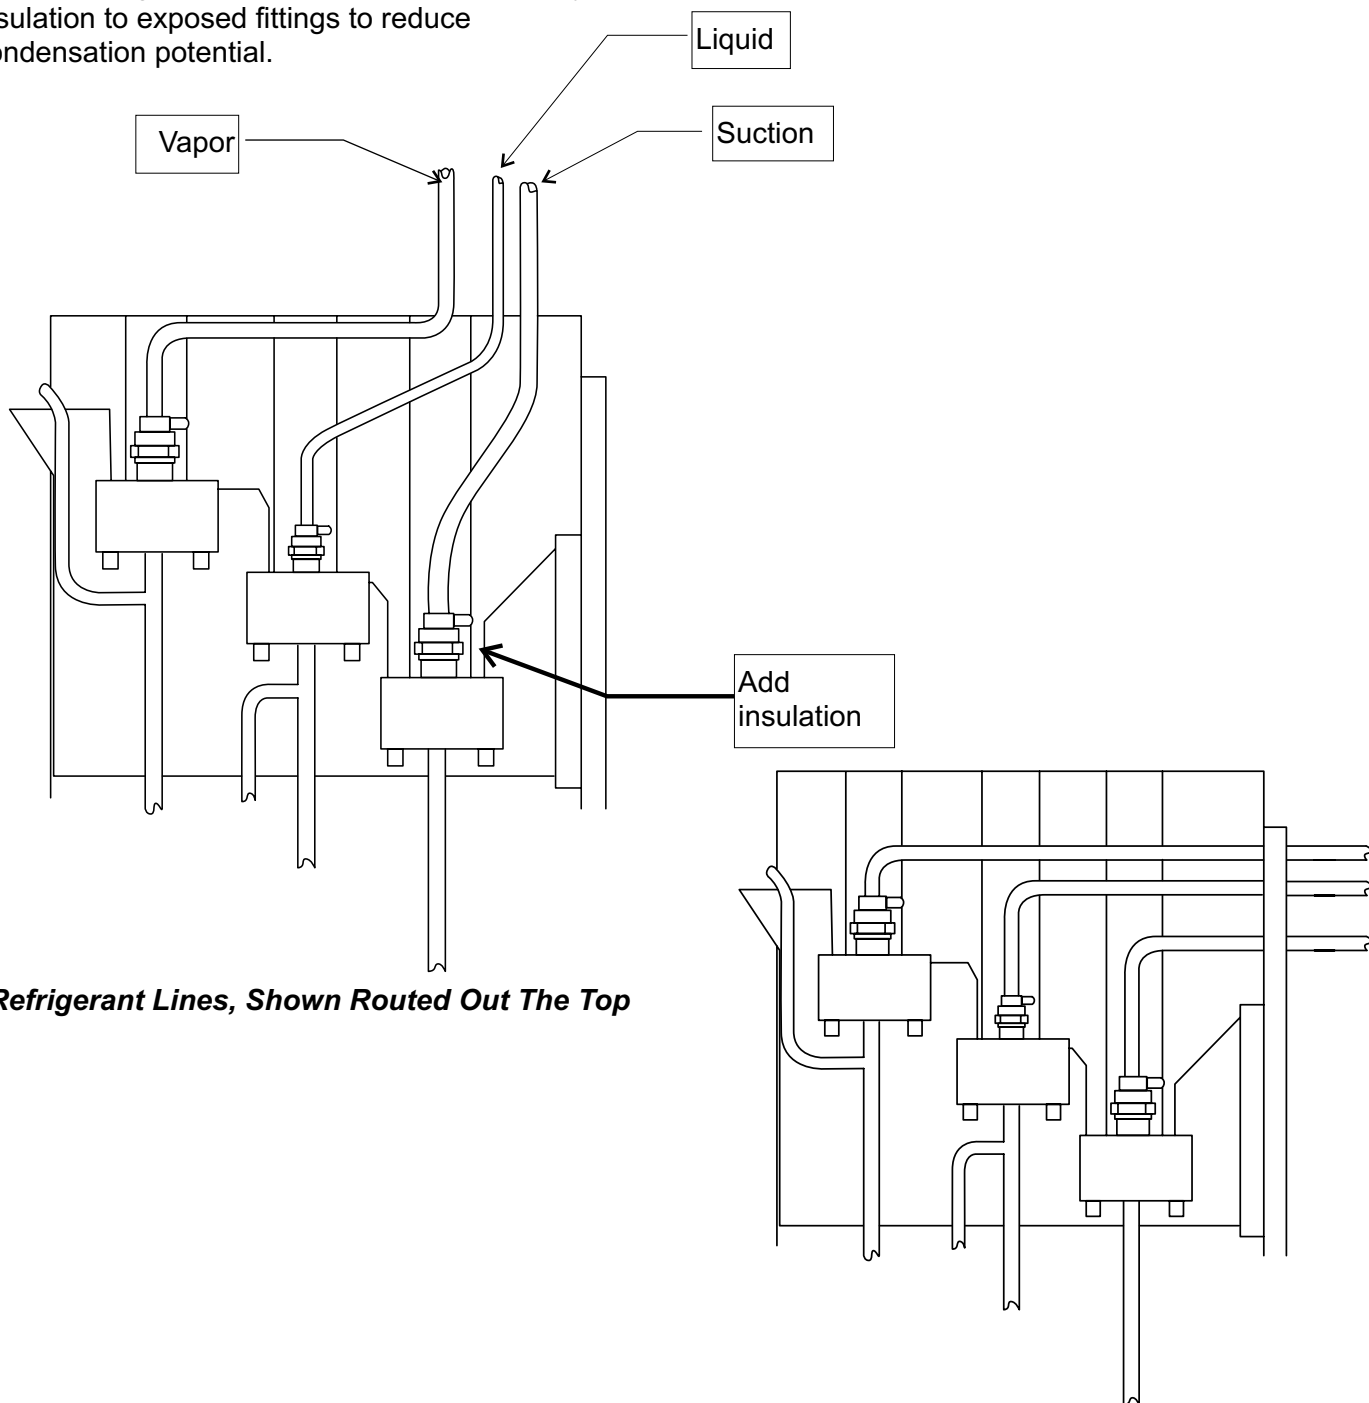 sulation to exposed fittings to reduce
ondensation potential.
Liquid
Vapor
Suction
Add
insulation
Refrigerant Lines, Shown Routed Out The Top